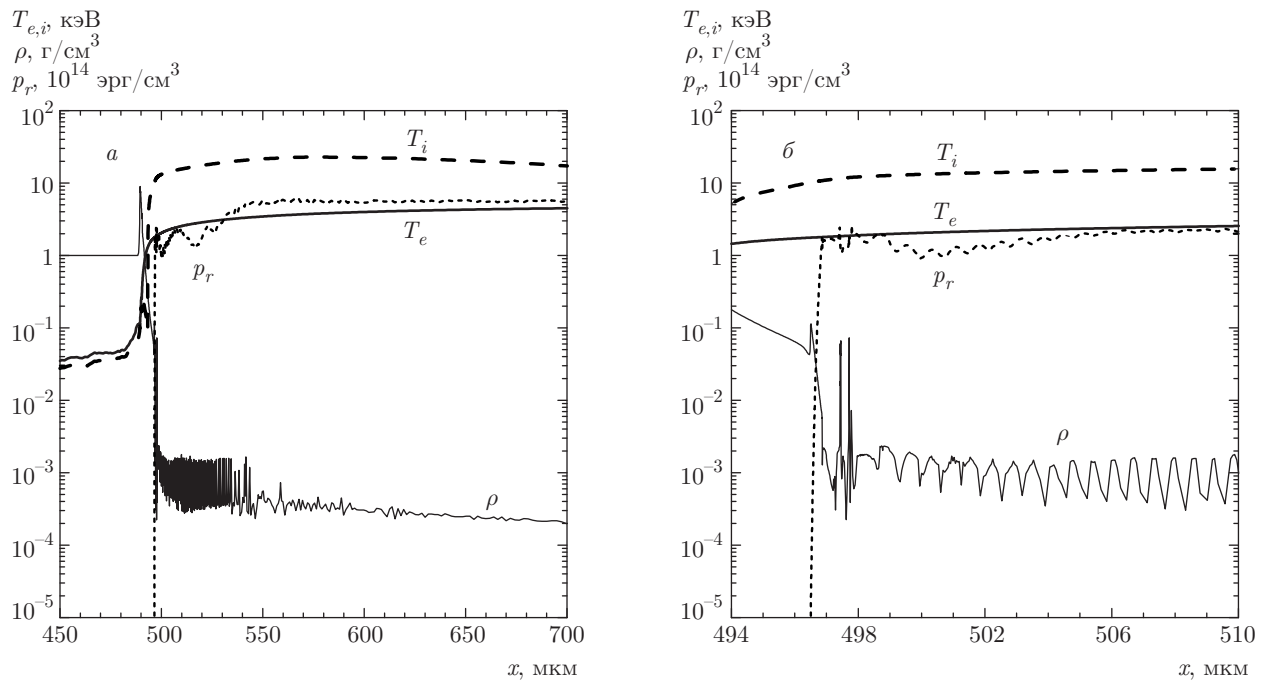 T_{e,i}, кэВ
ρ, г/см^3
p_r, 10^{14} эрг/см^3
10^2
10
1
10^{-1}
10^{-2}
10^{-3}
10^{-4}
10^{-5}
а
T_i
T_e
p_r
ρ
450 500 550 600 650 700
x, мкм
T_{e,i}, кэВ
ρ, г/см^3
p_r, 10^{14} эрг/см^3
10^2
10
1
10^{-1}
10^{-2}
10^{-3}
10^{-4}
10^{-5}
б
T_i
T_e
p_r
ρ
494 498 502 506 510
x, мкм